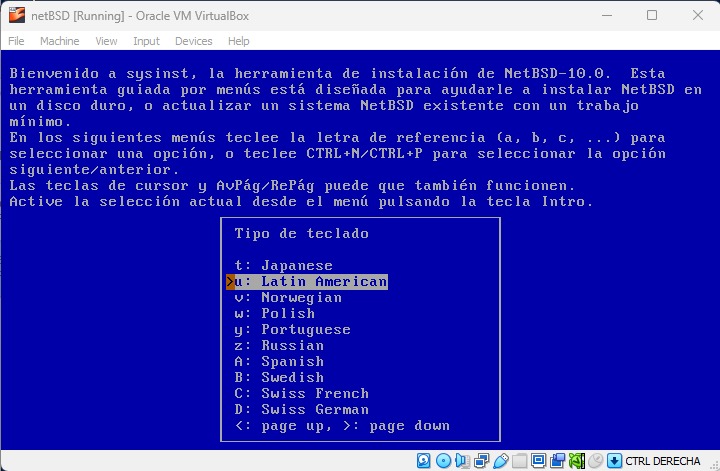 netBSD [Running] - Oracle VM VirtualBox
File Machine View Input Devices Help
Bienvenido a sysinst, la herramienta de instalación de NetBSD-10.0. Esta
herramienta guiada por menús está diseñada para ayudarle a instalar NetBSD en
un disco duro, o actualizar un sistema NetBSD existente con un trabajo
mínimo.
En los siguientes menús teclee la letra de referencia (a, b, c, ...) para
seleccionar una opción, o teclee CTRL+N/CTRL+P para seleccionar la opción
siguiente/anterior.
Las teclas de cursor y AvPág/RePág puede que también funcionen.
Active la selección actual desde el menú pulsando la tecla Intro.
Tipo de teclado
t: Japanese
>u: Latin American
v: Norwegian
w: Polish
y: Portuguese
z: Russian
A: Spanish
B: Swedish
C: Swiss French
D: Swiss German
<: page up, >: page down
CTRL DERECHA